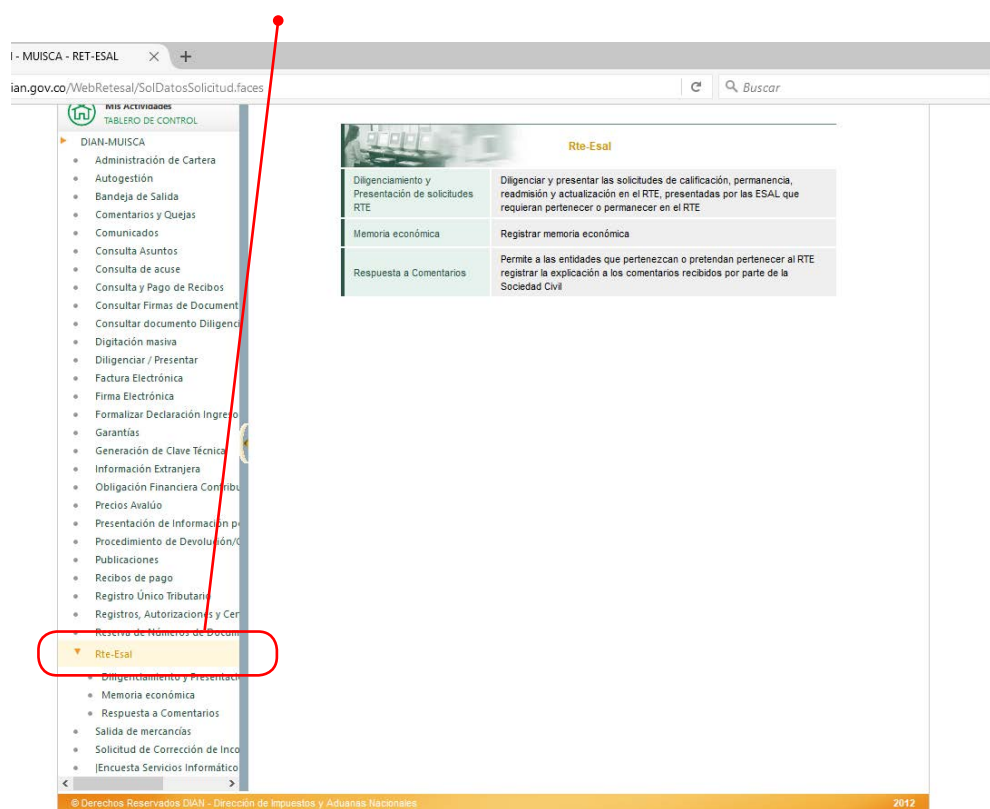 - MUISCA - RET-ESAL
ian.gov.co/WebRetesal/SolDatosSolicitud.faces
Buscar
Mis Actividades
TABLERO DE CONTROL
DIAN-MUISCA
Administración de Cartera
Autogestión
Bandeja de Salida
Comentarios y Quejas
Comunicados
Consulta Asuntos
Consulta de acuse
Consulta y Pago de Recibos
Consultar Firmas de Document
Consultar documento Diligenci
Digitación masiva
Diligenciar / Presentar
Factura Electrónica
Firma Electrónica
Formalizar Declaración Ingreso
Garantías
Generación de Clave Técnica
Información Extranjera
Obligación Financiera Contribu
Precios Avalúo
Presentación de Información po
Procedimiento de Devolución/C
Publicaciones
Recibos de pago
Registro Único Tributario
Registros, Autorizaciones y Cer
Reserva de Números de Docum
Rte-Esal
Diligenciamiento y Presentaci
Memoria económica
Respuesta a Comentarios
Salida de mercancías
Solicitud de Corrección de Inco
|Encuesta Servicios Informático
Rte-Esal
Diligenciamiento y
Presentación de solicitudes
RTE
Diligenciar y presentar las solicitudes de calificación, permanencia,
readmisión y actualización en el RTE, presentadas por las ESAL que
requieran pertenecer o permanecer en el RTE
Memoria económica
Registrar memoria económica
Respuesta a Comentarios
Permite a las entidades que pertenezcan o pretendan pertenecer al RTE
registrar la explicación a los comentarios recibidos por parte de la
Sociedad Civil
© Derechos Reservados DIAN - Dirección de Impuestos y Aduanas Nacionales
2012